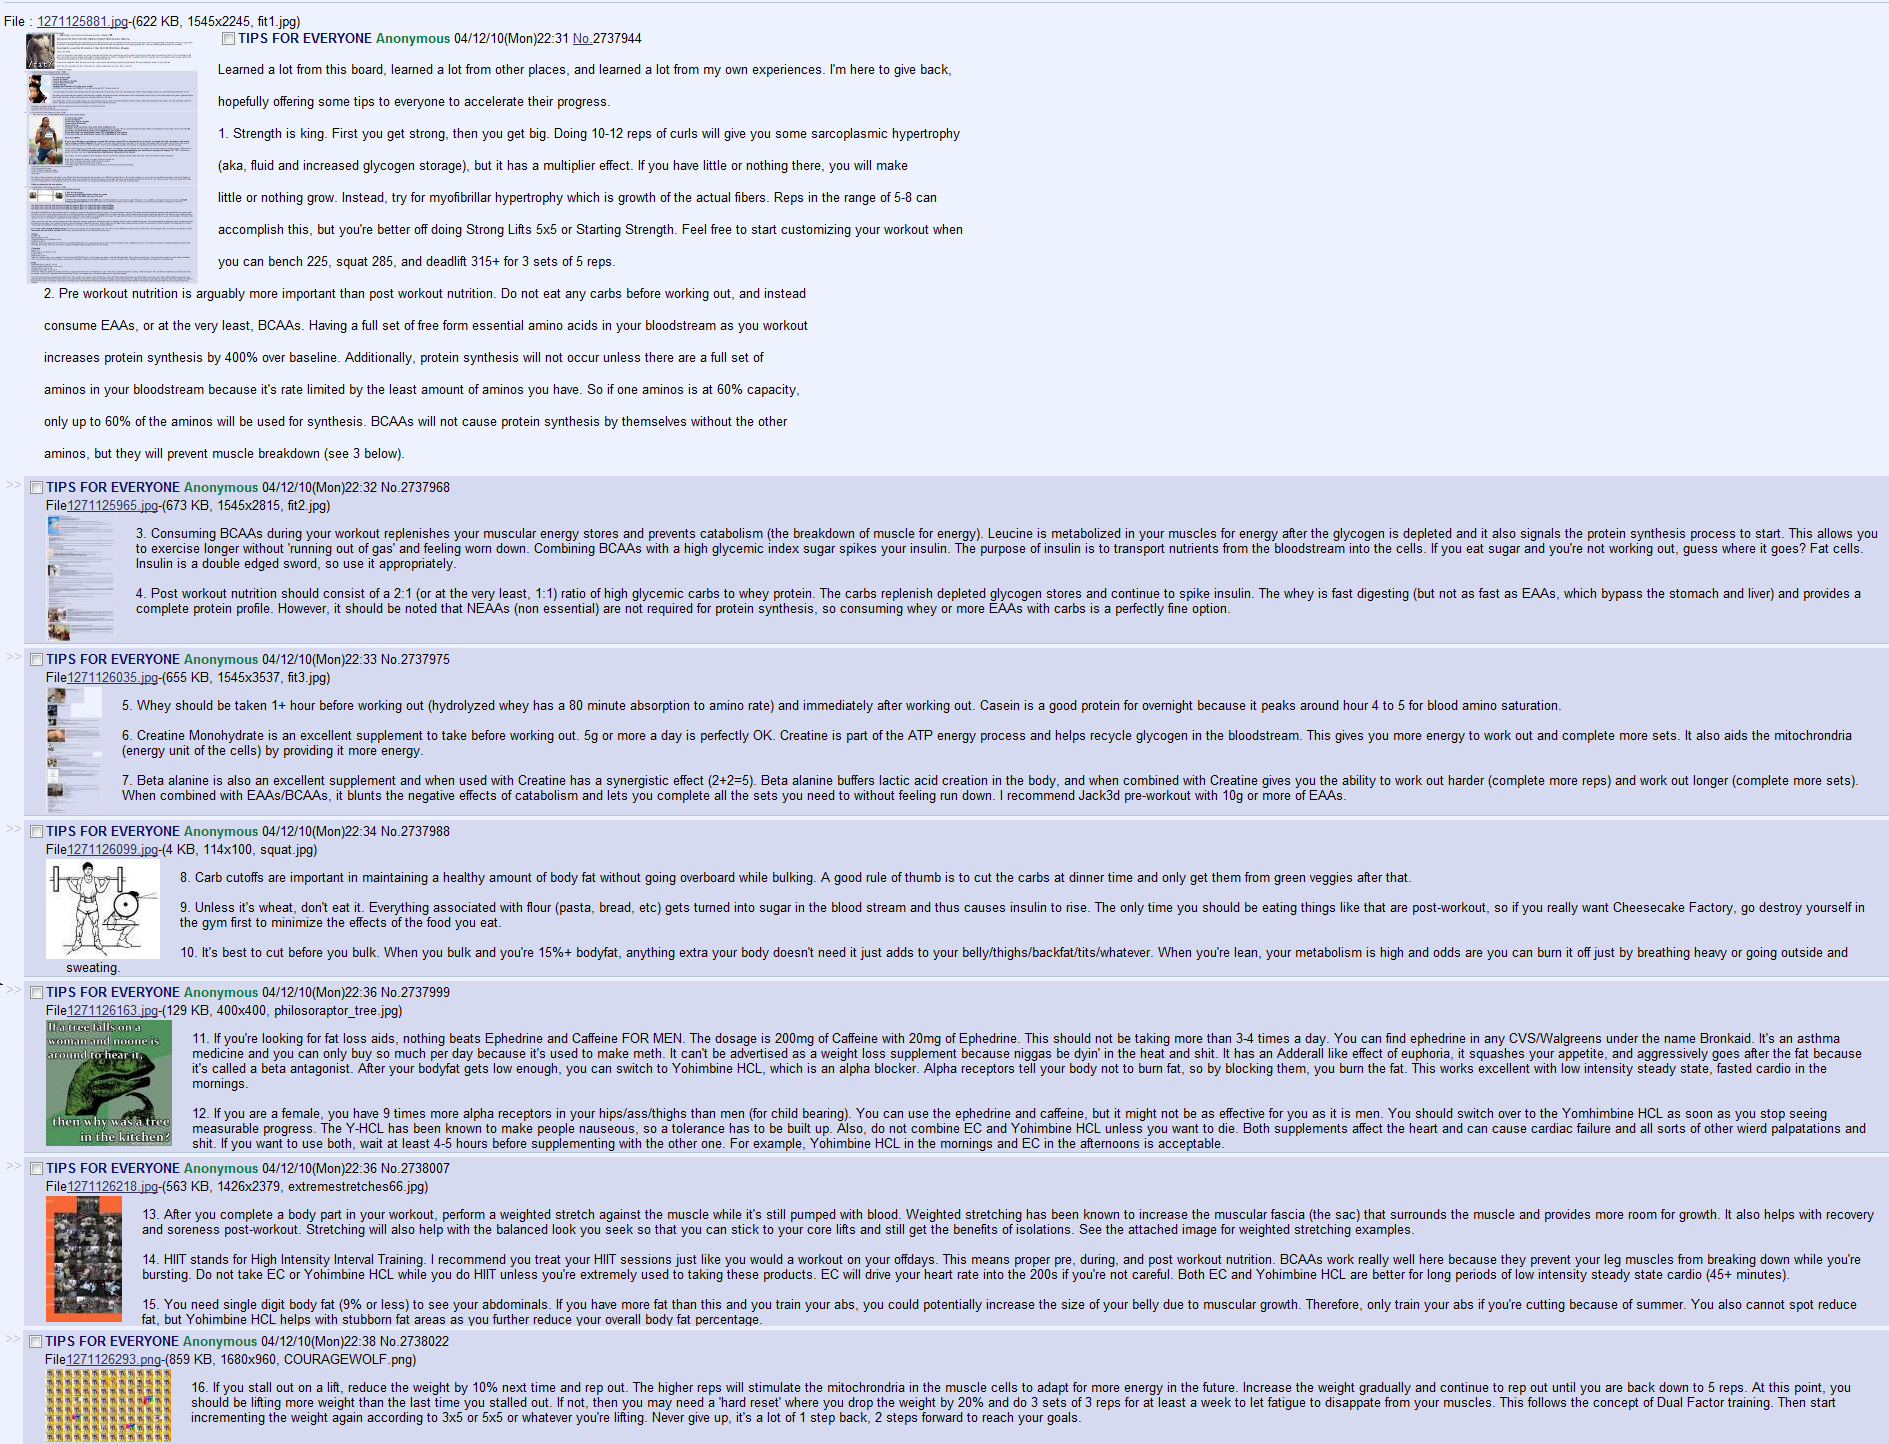 File : 1271125881.jpg-(622 KB, 1545x2245, fit1.jpg)
/fit/
TIPS FOR EVERYONE Anonymous 04/12/10(Mon)22:31 No.2737944
Learned a lot from this board, learned a lot from other places, and learned a lot from my own experiences. I'm here to give back,
hopefully offering some tips to everyone to accelerate their progress.
1. Strength is king. First you get strong, then you get big. Doing 10-12 reps of curls will give you some sarcoplasmic hypertrophy
(aka, fluid and increased glycogen storage), but it has a multiplier effect. If you have little or nothing there, you will make
little or nothing grow. Instead, try for myofibrillar hypertrophy which is growth of the actual fibers. Reps in the range of 5-8 can
accomplish this, but you're better off doing Strong Lifts 5x5 or Starting Strength. Feel free to start customizing your workout when
you can bench 225, squat 285, and deadlift 315+ for 3 sets of 5 reps.
2. Pre workout nutrition is arguably more important than post workout nutrition. Do not eat any carbs before working out, and instead
consume EAAs, or at the very least, BCAAs. Having a full set of free form essential amino acids in your bloodstream as you workout
increases protein synthesis by 400% over baseline. Additionally, protein synthesis will not occur unless there are a full set of
aminos in your bloodstream because it's rate limited by the least amount of aminos you have. So if one aminos is at 60% capacity,
only up to 60% of the aminos will be used for synthesis. BCAAs will not cause protein synthesis by themselves without the other
aminos, but they will prevent muscle breakdown (see 3 below).
>> TIPS FOR EVERYONE Anonymous 04/12/10(Mon)22:32 No.2737968
File1271125965.jpg-(673 KB, 1545x2815, fit2.jpg)
3. Consuming BCAAs during your workout replenishes your muscular energy stores and prevents catabolism (the breakdown of muscle for energy). Leucine is metabolized in your muscles for energy after the glycogen is depleted and it also signals the protein synthesis process to start. This allows you
to exercise longer without 'running out of gas' and feeling worn down. Combining BCAAs with a high glycemic index sugar spikes your insulin. The purpose of insulin is to transport nutrients from the bloodstream into the cells. If you eat sugar and you're not working out, guess where it goes? Fat cells.
Insulin is a double edged sword, so use it appropriately.
4. Post workout nutrition should consist of a 2:1 (or at the very least, 1:1) ratio of high glycemic carbs to whey protein. The carbs replenish depleted glycogen stores and continue to spike insulin. The whey is fast digesting (but not as fast as EAAs, which bypass the stomach and liver) and provides a
complete protein profile. However, it should be noted that NEAAs (non essential) are not required for protein synthesis, so consuming whey or more EAAs with carbs is a perfectly fine option.
>> TIPS FOR EVERYONE Anonymous 04/12/10(Mon)22:33 No.2737975
File1271126035.jpg-(655 KB, 1545x3537, fit3.jpg)
5. Whey should be taken 1+ hour before working out (hydrolyzed whey has a 80 minute absorption to amino rate) and immediately after working out. Casein is a good protein for overnight because it peaks around hour 4 to 5 for blood amino saturation.
6. Creatine Monohydrate is an excellent supplement to take before working out. 5g or more a day is perfectly OK. Creatine is part of the ATP energy process and helps recycle glycogen in the bloodstream. This gives you more energy to work out and complete more sets. It also aids the mitochrondria
(energy unit of the cells) by providing it more energy.
7. Beta alanine is also an excellent supplement and when used with Creatine has a synergistic effect (2+2=5). Beta alanine buffers lactic acid creation in the body, and when combined with Creatine gives you the ability to work out harder (complete more reps) and work out longer (complete more sets).
When combined with EAAs/BCAAs, it blunts the negative effects of catabolism and lets you complete all the sets you need to without feeling run down. I recommend Jack3d pre-workout with 10g or more of EAAs.
>> TIPS FOR EVERYONE Anonymous 04/12/10(Mon)22:34 No.2737988
File1271126099.jpg-(4 KB, 114x100, squat.jpg)
8. Carb cutoffs are important in maintaining a healthy amount of body fat without going overboard while bulking. A good rule of thumb is to cut the carbs at dinner time and only get them from green veggies after that.
9. Unless it's wheat, don't eat it. Everything associated with flour (pasta, bread, etc) gets turned into sugar in the blood stream and thus causes insulin to rise. The only time you should be eating things like that are post-workout, so if you really want Cheesecake Factory, go destroy yourself in
the gym first to minimize the effects of the food you eat.
10. It's best to cut before you bulk. When you bulk and you're 15%+ bodyfat, anything extra your body doesn't need it just adds to your belly/thighs/backfat/tits/whatever. When you're lean, your metabolism is high and odds are you can burn it off just by breathing heavy or going outside and
sweating.
>> TIPS FOR EVERYONE Anonymous 04/12/10(Mon)22:36 No.2737999
File1271126163.jpg-(129 KB, 400x400, philosoraptor_tree.jpg)
If a tree falls on a
woman and noone is
around to hear it,
then why was a tree
in the kitchen?
11. If you're looking for fat loss aids, nothing beats Ephedrine and Caffeine FOR MEN. The dosage is 200mg of Caffeine with 20mg of Ephedrine. This should not be taking more than 3-4 times a day. You can find ephedrine in any CVS/Walgreens under the name Bronkaid. It's an asthma
medicine and you can only buy so much per day because it's used to make meth. It can't be advertised as a weight loss supplement because niggas be dyin' in the heat and shit. It has an Adderall like effect of euphoria, it squashes your appetite, and aggressively goes after the fat because
it's called a beta antagonist. After your bodyfat gets low enough, you can switch to Yohimbine HCL, which is an alpha blocker. Alpha receptors tell your body not to burn fat, so by blocking them, you burn the fat. This works excellent with low intensity steady state, fasted cardio in the
mornings.
12. If you are a female, you have 9 times more alpha receptors in your hips/ass/thighs than men (for child bearing). You can use the ephedrine and caffeine, but it might not be as effective for you as it is men. You should switch over to the Yomhimbine HCL as soon as you stop seeing
measurable progress. The Y-HCL has been known to make people nauseous, so a tolerance has to be built up. Also, do not combine EC and Yohimbine HCL unless you want to die. Both supplements affect the heart and can cause cardiac failure and all sorts of other wierd palpatations and
shit. If you want to use both, wait at least 4-5 hours before supplementing with the other one. For example, Yohimbine HCL in the mornings and EC in the afternoons is acceptable.
>> TIPS FOR EVERYONE Anonymous 04/12/10(Mon)22:36 No.2738007
File1271126218.jpg-(563 KB, 1426x2379, extremestretches66.jpg)
13. After you complete a body part in your workout, perform a weighted stretch against the muscle while it's still pumped with blood. Weighted stretching has been known to increase the muscular fascia (the sac) that surrounds the muscle and provides more room for growth. It also helps with recovery
and soreness post-workout. Stretching will also help with the balanced look you seek so that you can stick to your core lifts and still get the benefits of isolations. See the attached image for weighted stretching examples.
14. HIIT stands for High Intensity Interval Training. I recommend you treat your HIIT sessions just like you would a workout on your offdays. This means proper pre, during, and post workout nutrition. BCAAs work really well here because they prevent your leg muscles from breaking down while you're
bursting. Do not take EC or Yohimbine HCL while you do HIIT unless you're extremely used to taking these products. EC will drive your heart rate into the 200s if you're not careful. Both EC and Yohimbine HCL are better for long periods of low intensity steady state cardio (45+ minutes).
15. You need single digit body fat (9% or less) to see your abdominals. If you have more fat than this and you train your abs, you could potentially increase the size of your belly due to muscular growth. Therefore, only train your abs if you're cutting because of summer. You also cannot spot reduce
fat, but Yohimbine HCL helps with stubborn fat areas as you further reduce your overall body fat percentage.
>> TIPS FOR EVERYONE Anonymous 04/12/10(Mon)22:38 No.2738022
File1271126293.png-(859 KB, 1680x960, COURAGEWOLF.png)
16. If you stall out on a lift, reduce the weight by 10% next time and rep out. The higher reps will stimulate the mitochrondria in the muscle cells to adapt for more energy in the future. Increase the weight gradually and continue to rep out until you are back down to 5 reps. At this point, you
should be lifting more weight than the last time you stalled out. If not, then you may need a 'hard reset' where you drop the weight by 20% and do 3 sets of 3 reps for at least a week to let fatigue to disappate from your muscles. This follows the concept of Dual Factor training. Then start
incrementing the weight again according to 3x5 or 5x5 or whatever you're lifting. Never give up, it's a lot of 1 step back, 2 steps forward to reach your goals.